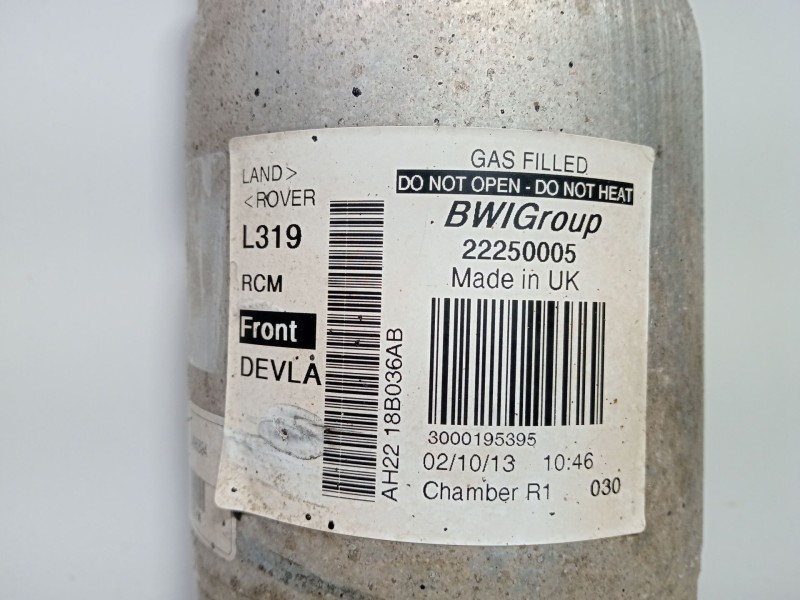 LAND>
<ROVER
L319
RCM
Front
DEVLA
AH22 18B036AB
GAS FILLED
DO NOT OPEN - DO NOT HEAT
BWIGroup
22250005
Made in UK
3000195395
02/10/13 10:46
Chamber R1 030